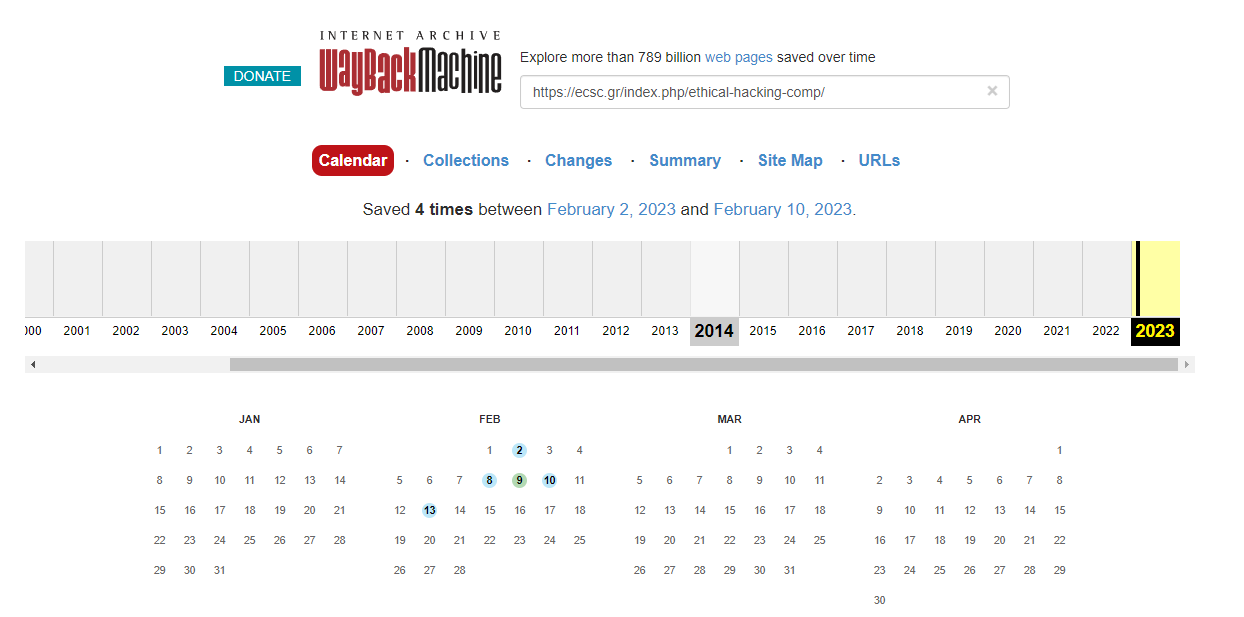 INTERNET ARCHIVE
WayBackMachine
DONATE
Explore more than 789 billion web pages saved over time
https://ecsc.gr/index.php/ethical-hacking-comp/ ×
Calendar · Collections · Changes · Summary · Site Map · URLs
Saved 4 times between February 2, 2023 and February 10, 2023.
00 2001 2002 2003 2004 2005 2006 2007 2008 2009 2010 2011 2012 2013 2014 2015 2016 2017 2018 2019 2020 2021 2022 2023
JAN
1 2 3 4 5 6 7
8 9 10 11 12 13 14
15 16 17 18 19 20 21
22 23 24 25 26 27 28
29 30 31
FEB
1 2 3 4
5 6 7 8 9 10 11
12 13 14 15 16 17 18
19 20 21 22 23 24 25
26 27 28
MAR
1 2 3 4
5 6 7 8 9 10 11
12 13 14 15 16 17 18
19 20 21 22 23 24 25
26 27 28 29 30 31
APR
1
2 3 4 5 6 7 8
9 10 11 12 13 14 15
16 17 18 19 20 21 22
23 24 25 26 27 28 29
30